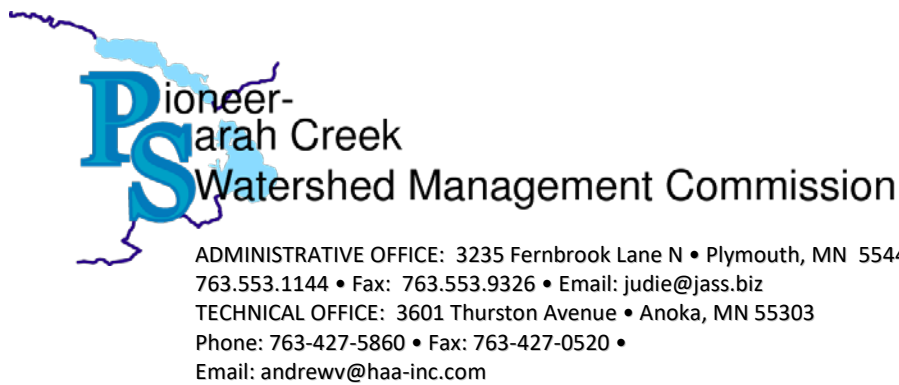 Pioneer-
Sarah Creek
Watershed Management Commission
ADMINISTRATIVE OFFICE: 3235 Fernbrook Lane N • Plymouth, MN
763.553.1144 • Fax: 763.553.9326 • Email: judie@jass.biz
TECHNICAL OFFICE: 3601 Thurston Avenue • Anoka, MN 55303
Phone: 763-427-5860 • Fax: 763-427-0520 •
Email: andrewv@haa-inc.com